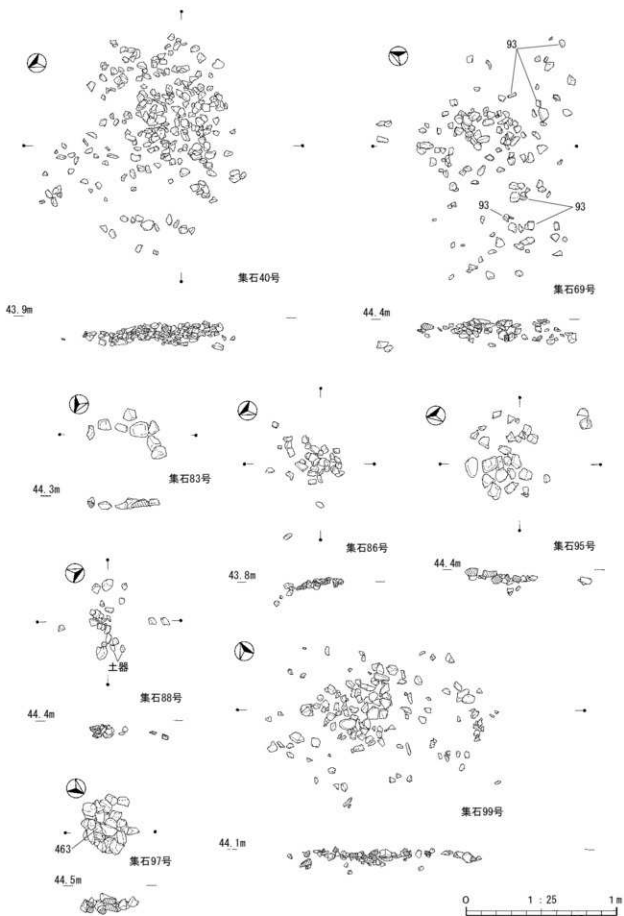 93
93
93
集石40号
集石69号
43.9m
44.4m
集石83号
44.3m
集石86号
43.8m
集石95号
44.4m
土器
集石88号
44.4m
集石99号
44.1m
463
集石97号
44.5m
0 1 : 25 1m